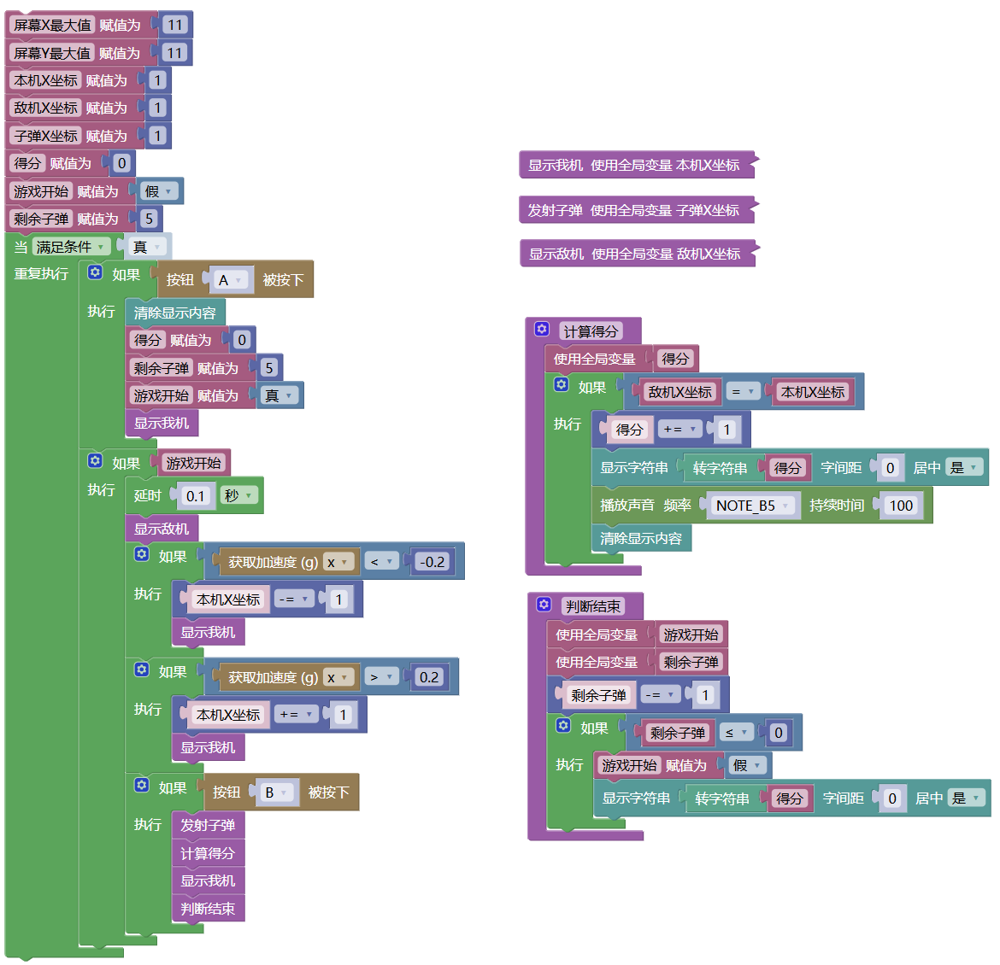 屏幕X最大值 赋值为 11
屏幕Y最大值 赋值为 11
本机X坐标 赋值为 1
敌机X坐标 赋值为 1
子弹X坐标 赋值为 1
得分 赋值为 0
游戏开始 赋值为 假
剩余子弹 赋值为 5
当 满足条件 真
重复执行 如果 按钮 A 被按下
执行 清除显示内容
得分 赋值为 0
剩余子弹 赋值为 5
游戏开始 赋值为 真
显示我机
如果 游戏开始
执行 延时 0.1 秒
显示敌机
如果 获取加速度 (g) x < -0.2
执行 本机X坐标 -= 1
显示我机
如果 获取加速度 (g) x > 0.2
执行 本机X坐标 += 1
显示我机
如果 按钮 B 被按下
执行 发射子弹
计算得分
显示我机
判断结束
显示我机 使用全局变量 本机X坐标
发射子弹 使用全局变量 子弹X坐标
显示敌机 使用全局变量 敌机X坐标
计算得分
使用全局变量 得分
如果 敌机X坐标 = 本机X坐标
执行 得分 += 1
显示字符串 转字符串 得分 字间距 0 居中 是
播放声音 频率 NOTE_B5 持续时间 100
清除显示内容
判断结束
使用全局变量 游戏开始
使用全局变量 剩余子弹
剩余子弹 -= 1
如果 剩余子弹 ≤ 0
执行 游戏开始 赋值为 假
显示字符串 转字符串 得分 字间距 0 居中 是